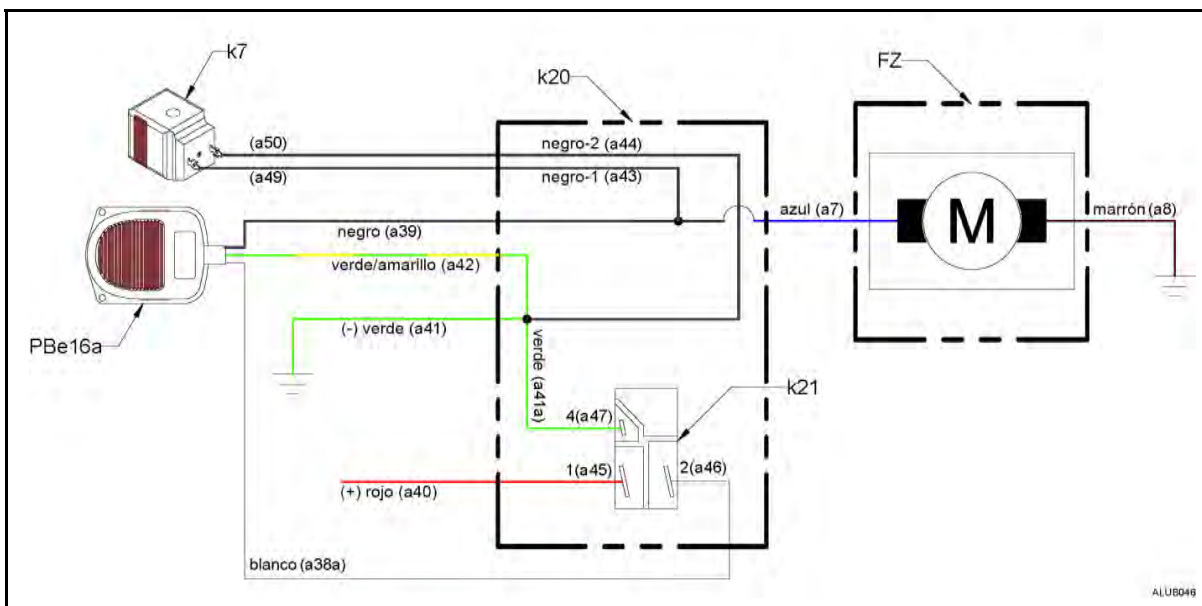 k7
k20
FZ
(a50)
negro-2 (a44)
(a49)
negro-1 (a43)
negro (a39)
azul (a7)
M
marrón (a8)
verde/amarillo (a42)
(-) verde (a41)
verde (a41a)
PBe16a
k21
4(a47)
1(a45)
2(a46)
(+) rojo (a40)
blanco (a38a)
ALU8046